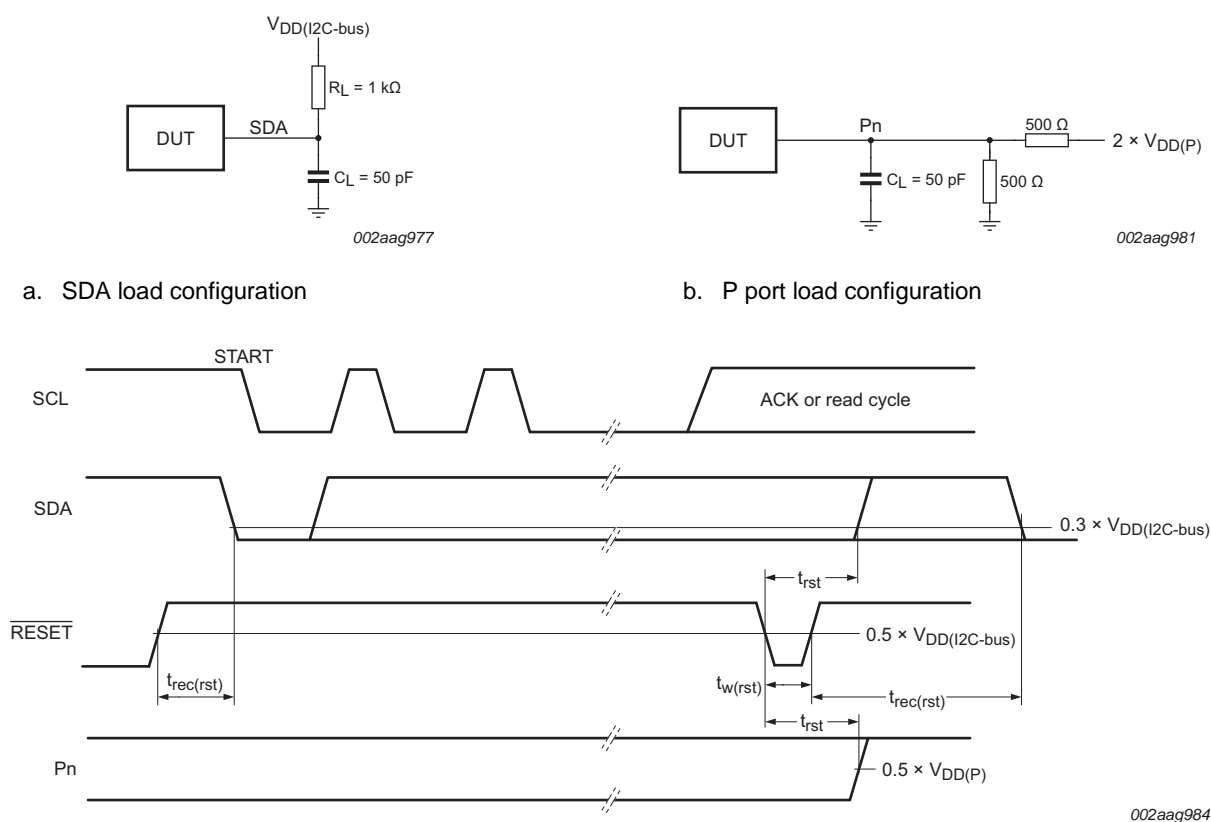 VDD(I2C-bus)
RL = 1 kΩ
DUT
SDA
CL = 50 pF
002aag977
DUT
Pn
500 Ω
2 × VDD(P)
CL = 50 pF
500 Ω
002aag981
a. SDA load configuration
b. P port load configuration
START
SCL
ACK or read cycle
SDA
0.3 × VDD(I2C-bus)
trst
RESET
0.5 × VDD(I2C-bus)
trec(rst)
tw(rst)
trec(rst)
trst
Pn
0.5 × VDD(P)
002aag984